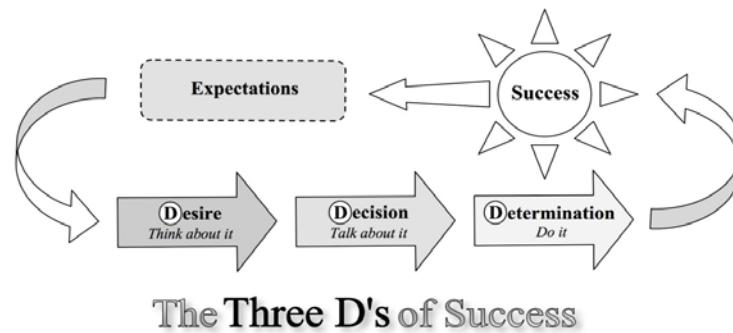 Expectations
Success
Desire
Think about it
Decision
Talk about it
Determination
Do it
The Three D's of Success